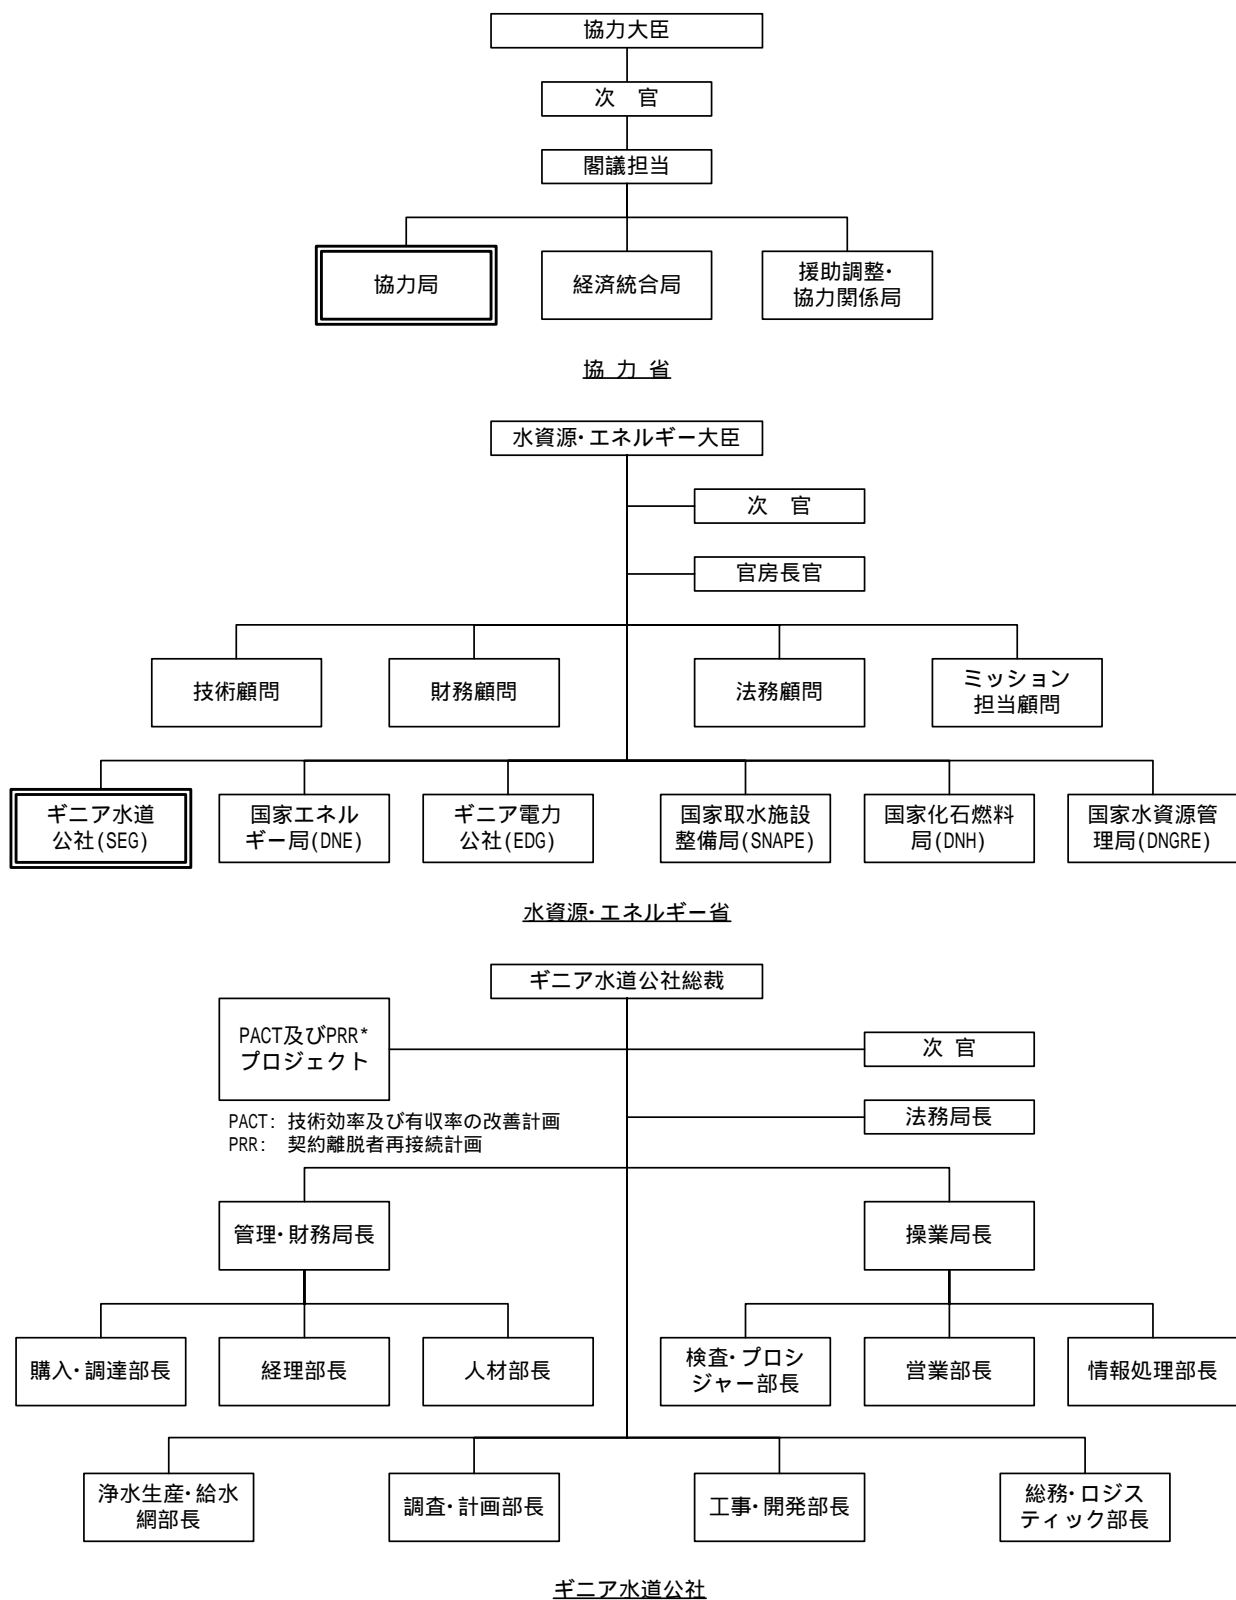 協力大臣
次　官
閣議担当
協力局
経済統合局
援助調整・
協力関係局
協 力 省
水資源・エネルギー大臣
次　官
官房長官
技術顧問
財務顧問
法務顧問
ミッション
担当顧問
ギニア水道
公社(SEG)
国家エネル
ギー局(DNE)
ギニア電力
公社(EDG)
国家取水施設
整備局(SNAPE)
国家化石燃料
局(DNH)
国家水資源管
理局(DNGRE)
水資源・エネルギー省
ギニア水道公社総裁
PACT及びPRR*
プロジェクト
次 官
PACT: 技術効率及び有収率の改善計画
PRR: 契約離脱者再接続計画
法務局長
管理・財務局長
操業局長
購入・調達部長
経理部長
人材部長
検査・プロシ
ジャー部長
営業部長
情報処理部長
浄水生産・給水
網部長
調査・計画部長
工事・開発部長
総務・ロジス
ティック部長
ギニア水道公社